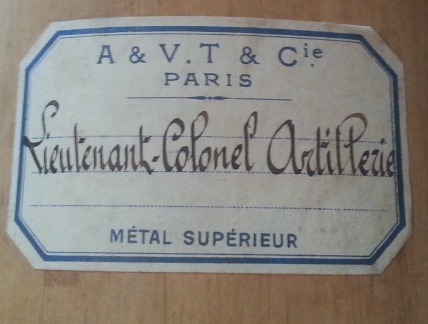 A & V.T & Cie
PARIS
Lieutenant-Colonel Artillerie
MÉTAL SUPÉRIEUR